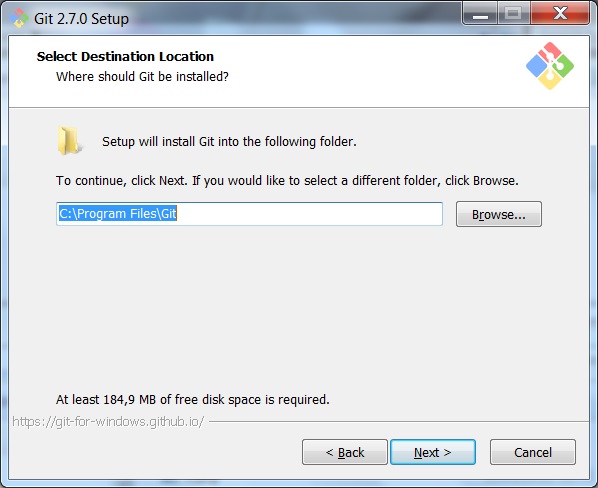 Git 2.7.0 Setup
Select Destination Location
Where should Git be installed?
Setup will install Git into the following folder.
To continue, click Next. If you would like to select a different folder, click Browse.
C:\Program Files\Git
Browse...
At least 184,9 MB of free disk space is required.
https://git-for-windows.github.io/
< Back
Next >
Cancel